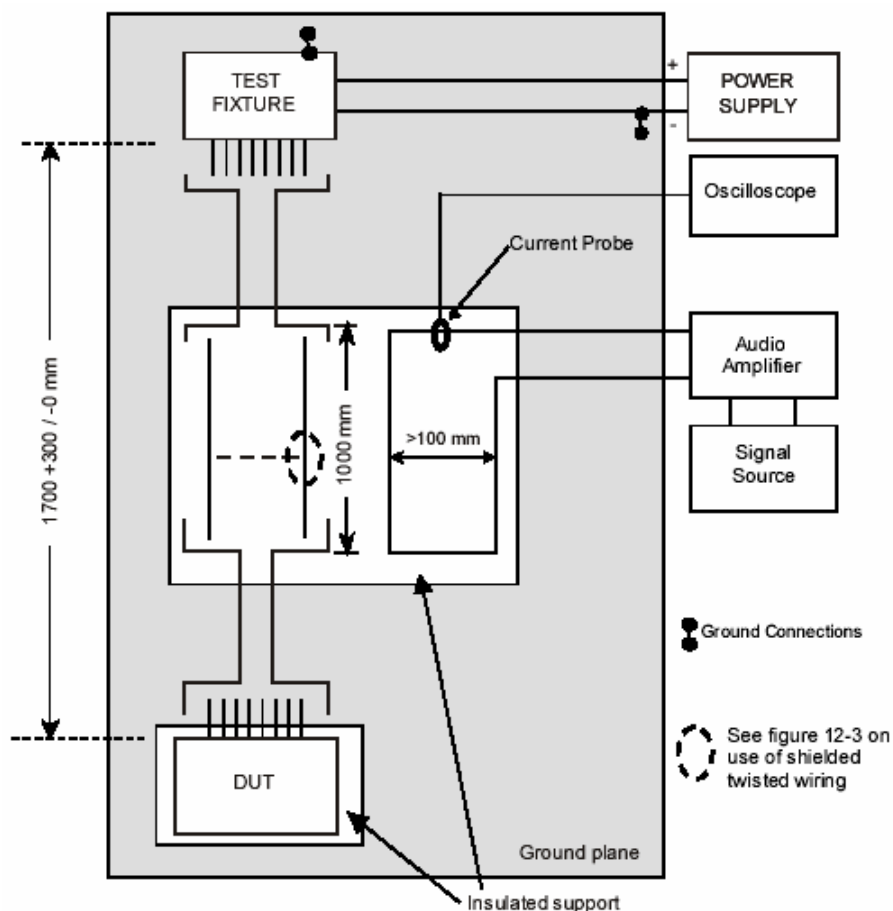 TEST
FIXTURE
+
-
POWER
SUPPLY
Oscilloscope
Current Probe
Audio
Amplifier
Signal
Source
1700 +300 / -0 mm
1000 mm
>100 mm
Ground Connections
See figure 12-3 on
use of shielded
twisted wiring
DUT
Ground plane
Insulated support